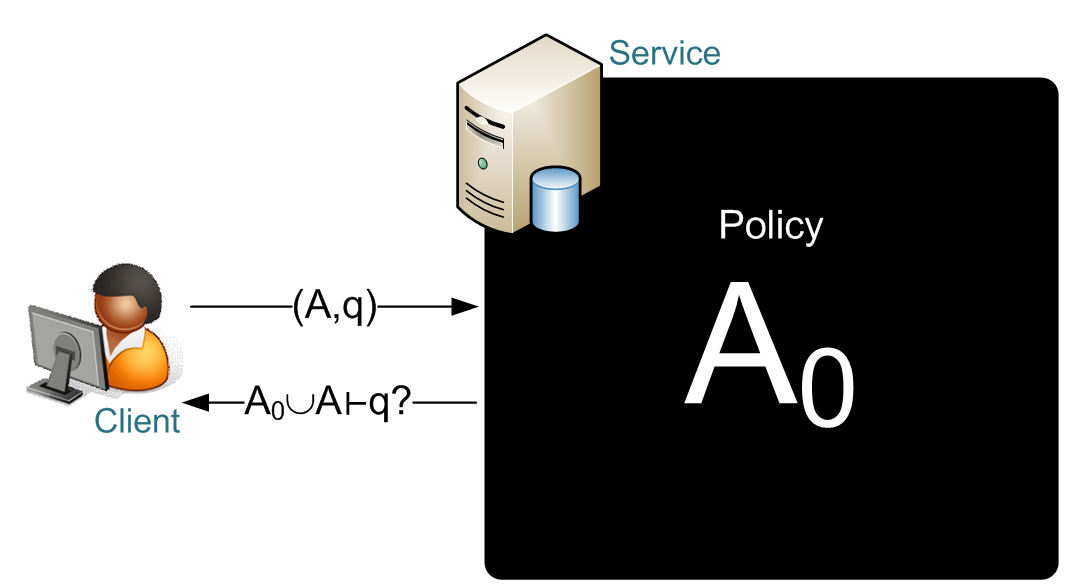 Service
Policy
A₀
(A,q)
A₀∪A⊢q?
Client